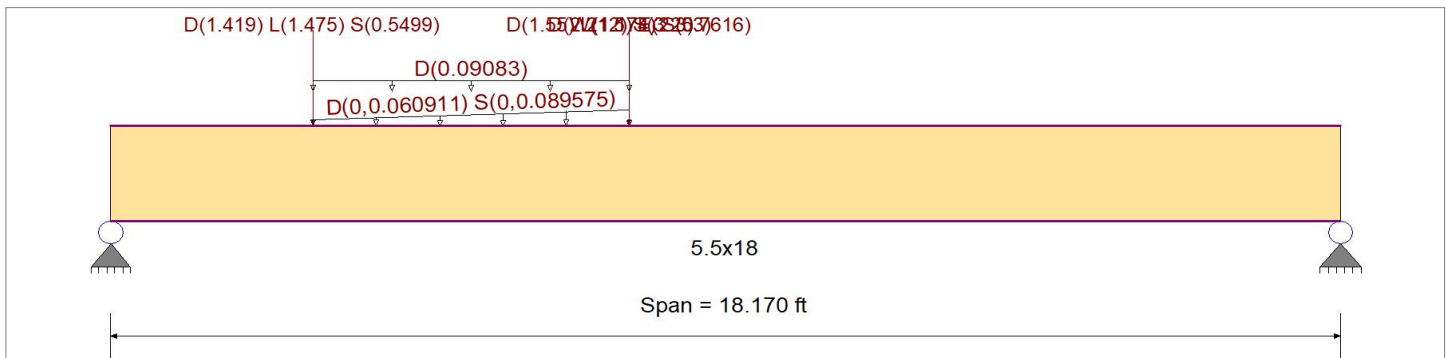 D(1.419) L(1.475) S(0.5499)
D(0.09083)
D(0,0.060911) S(0,0.089575)
5.5x18
Span = 18.170 ft